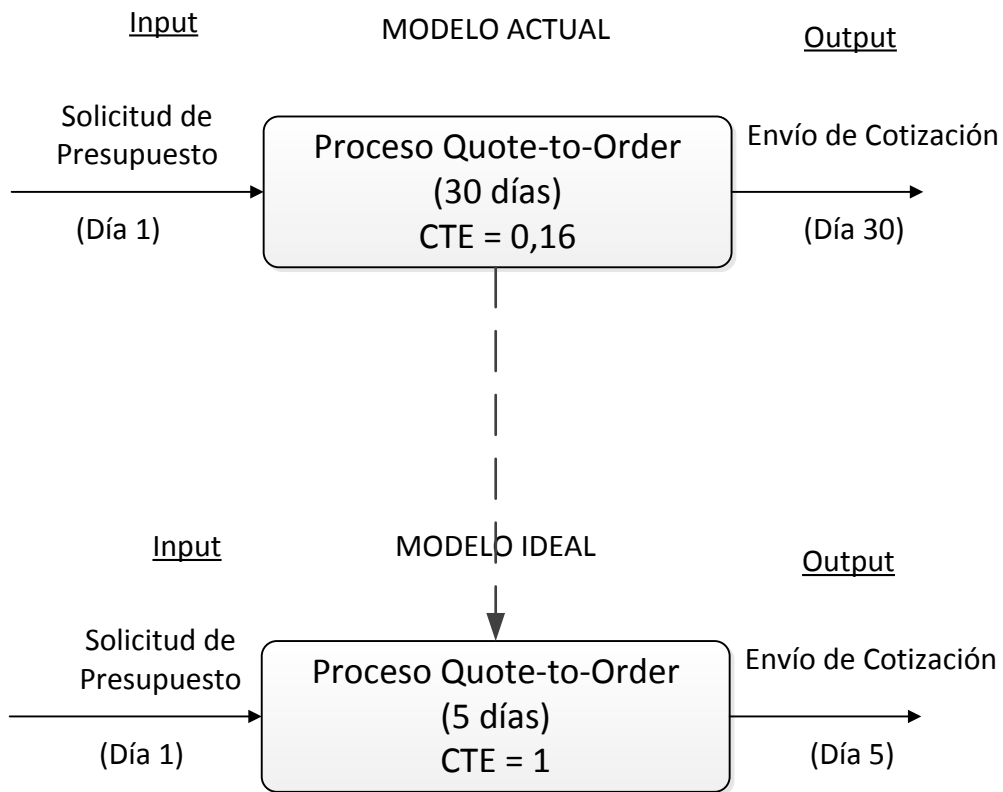 Input
MODELO ACTUAL
Output
Solicitud de
Presupuesto
(Día 1)
Proceso Quote-to-Order
(30 días)
CTE = 0,16
Envío de Cotización
(Día 30)
Input
MODELO IDEAL
Output
Solicitud de
Presupuesto
(Día 1)
Proceso Quote-to-Order
(5 días)
CTE = 1
Envío de Cotización
(Día 5)